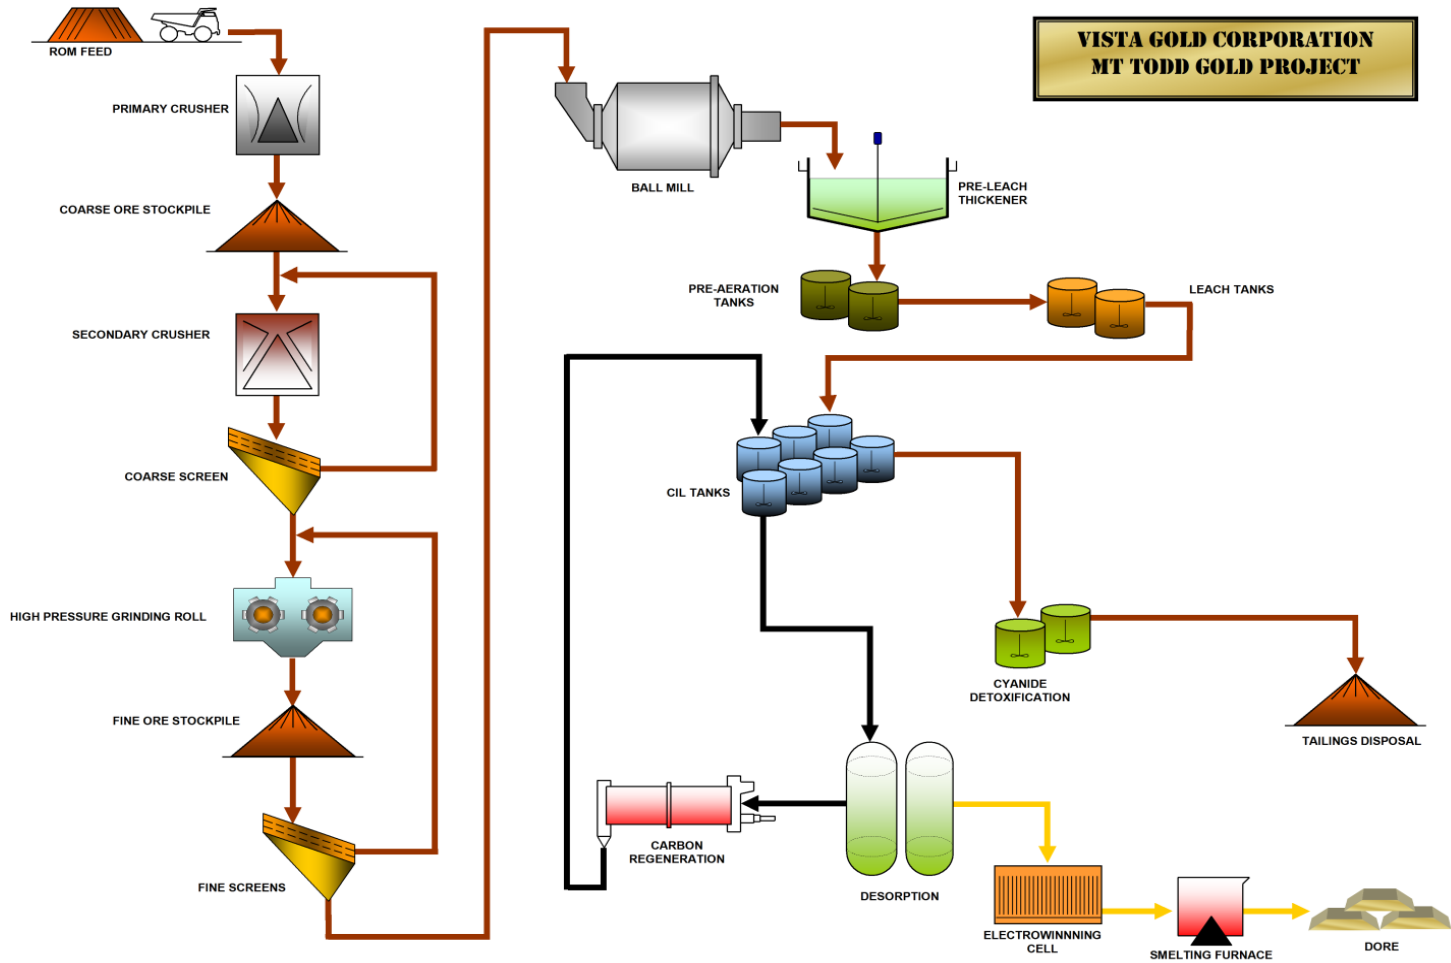 VISTA GOLD CORPORATION
MT TODD GOLD PROJECT
ROM FEED
PRIMARY CRUSHER
COARSE ORE STOCKPILE
SECONDARY CRUSHER
COARSE SCREEN
HIGH PRESSURE GRINDING ROLL
FINE ORE STOCKPILE
FINE SCREENS
BALL MILL
PRE-LEACH
THICKENER
PRE-AERATION
TANKS
LEACH TANKS
CIL TANKS
CYANIDE
DETOXIFICATION
TAILINGS DISPOSAL
CARBON
REGENERATION
DESORPTION
ELECTROWINNNING
CELL
SMELTING FURNACE
DORE